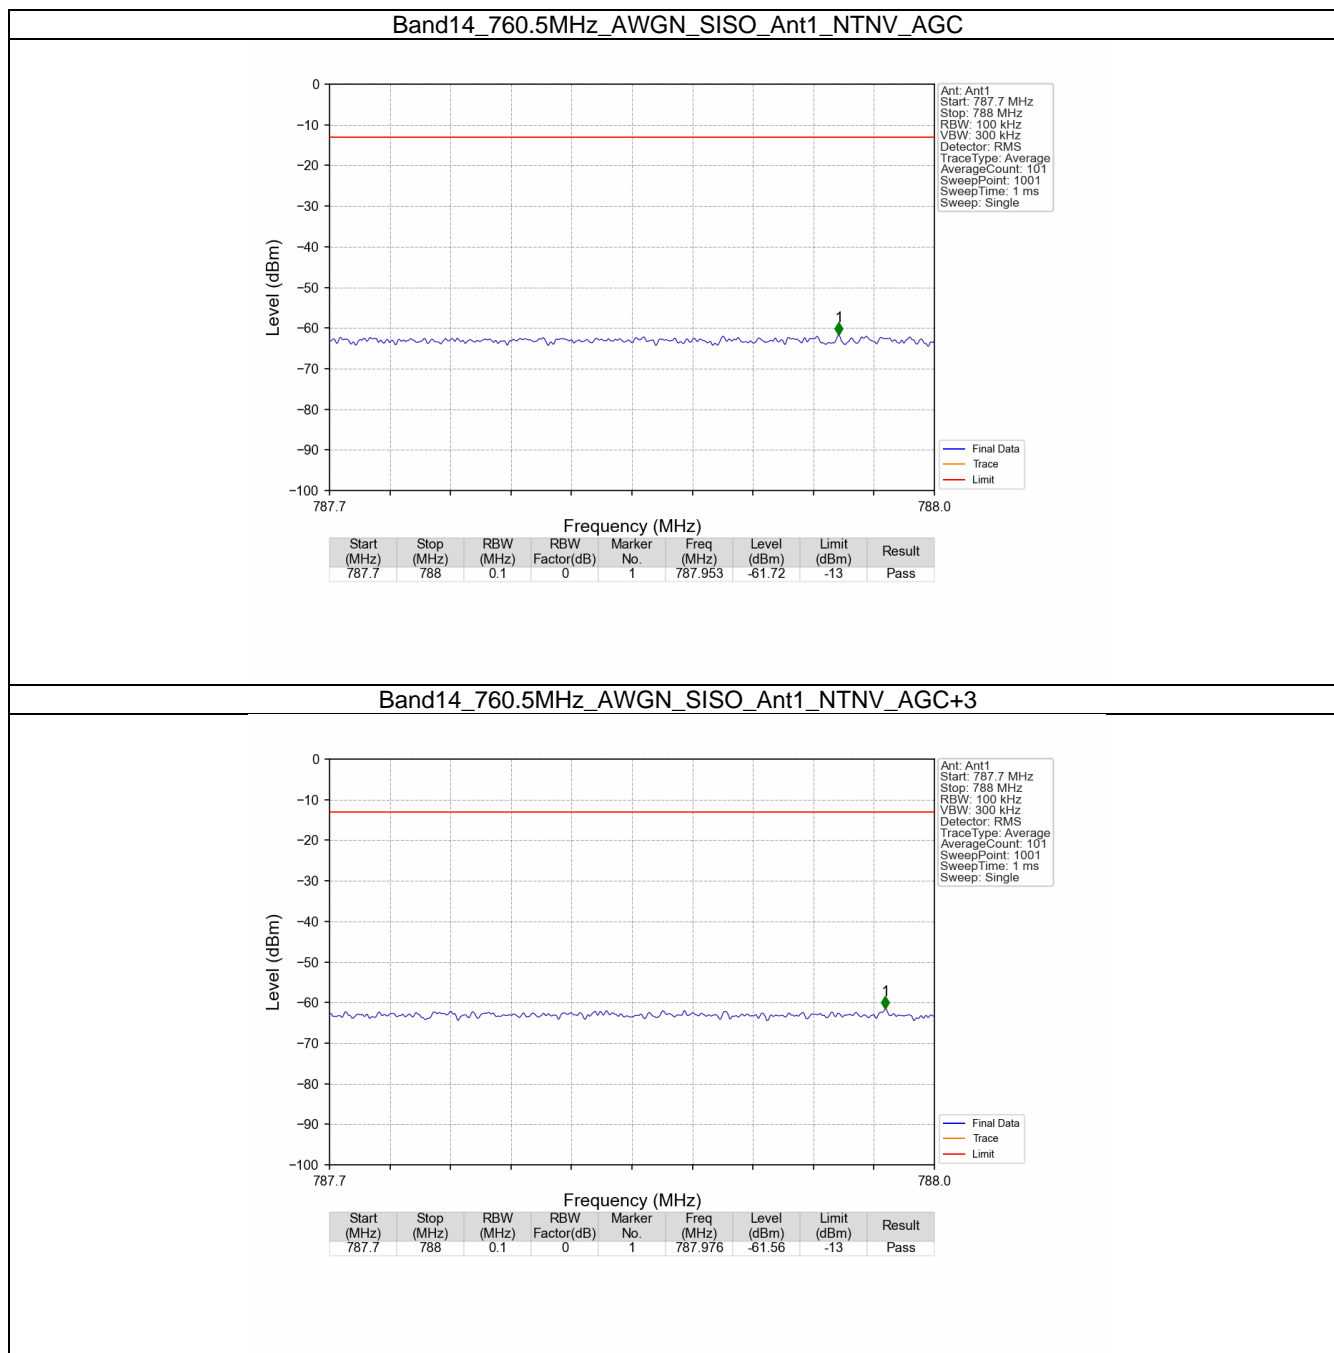 Band14_760.5MHz_AWGN_SISO_Ant1_NTNV_AGC
0
−10
−20
−30
−40
−50
−60
−70
−80
−90
−100
Level (dBm)
1
787.7
788.0
Frequency (MHz)
Ant: Ant1
Start: 787.7 MHz
Stop: 788 MHz
RBW: 100 kHz
VBW: 300 kHz
Detector: RMS
TraceType: Average
AverageCount: 101
SweepPoint: 1001
SweepTime: 1 ms
Sweep: Single
Final Data
Trace
Limit
Start (MHz) Stop (MHz) RBW (MHz) RBW Factor(dB) Marker No. Freq (MHz) Level (dBm) Limit (dBm) Result
787.7 788 0.1 0 1 787.953 -61.72 -13 Pass
Band14_760.5MHz_AWGN_SISO_Ant1_NTNV_AGC+3
0
−10
−20
−30
−40
−50
−60
−70
−80
−90
−100
Level (dBm)
1
787.7
788.0
Frequency (MHz)
Ant: Ant1
Start: 787.7 MHz
Stop: 788 MHz
RBW: 100 kHz
VBW: 300 kHz
Detector: RMS
TraceType: Average
AverageCount: 101
SweepPoint: 1001
SweepTime: 1 ms
Sweep: Single
Final Data
Trace
Limit
Start (MHz) Stop (MHz) RBW (MHz) RBW Factor(dB) Marker No. Freq (MHz) Level (dBm) Limit (dBm) Result
787.7 788 0.1 0 1 787.976 -61.56 -13 Pass